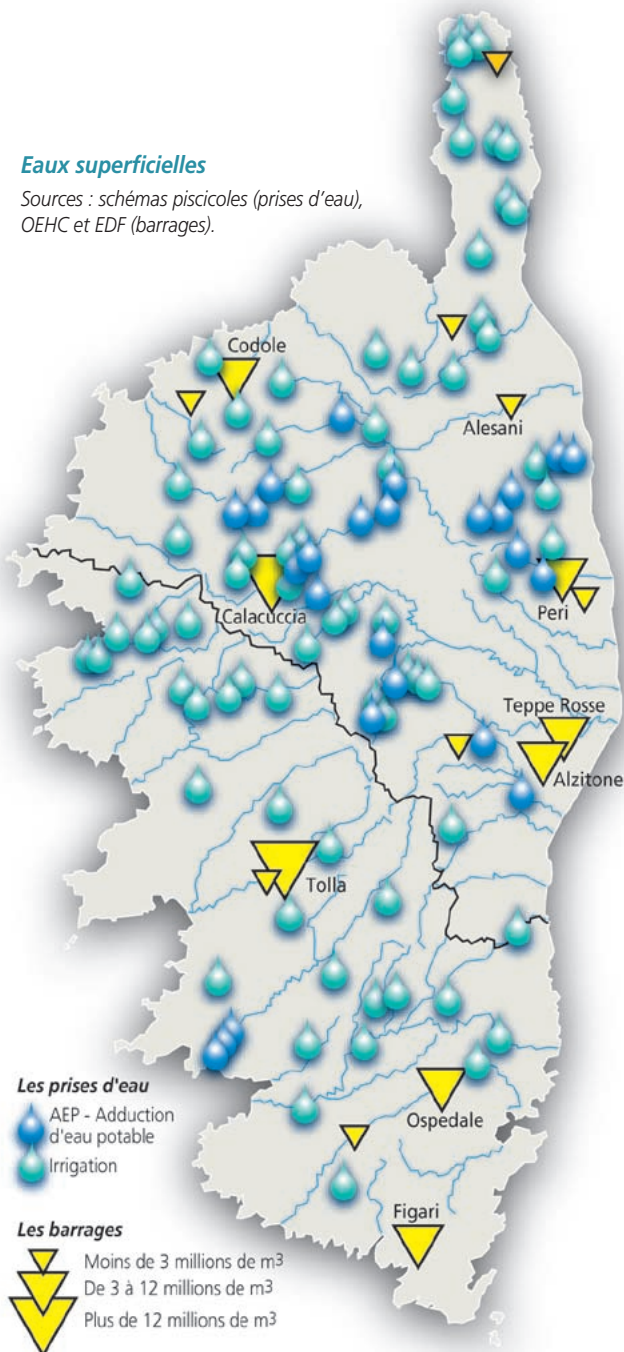 Eaux superficielles
Sources : schémas piscicoles (prises d'eau),
OEHC et EDF (barrages).
Codole
Alesani
Calacuccia
Peri
Teppe Rosse
Alzitone
Tolla
Ospedale
Figari
Les prises d'eau
AEP - Adduction
d'eau potable
Irrigation
Les barrages
Moins de 3 millions de m³
De 3 à 12 millions de m³
Plus de 12 millions de m³